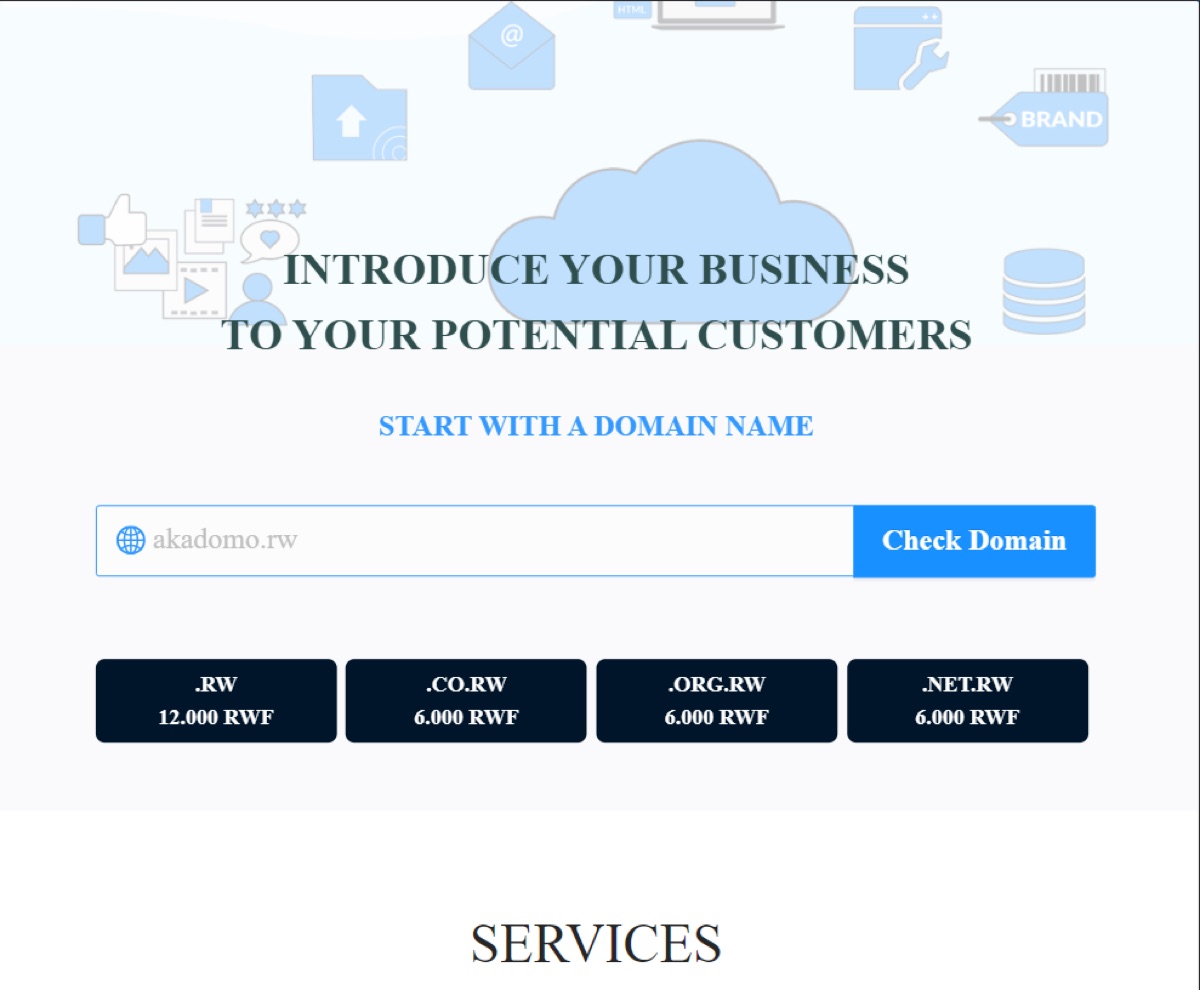 HTML
@
BRAND
INTRODUCE YOUR BUSINESS
TO YOUR POTENTIAL CUSTOMERS
START WITH A DOMAIN NAME
akadomo.rw
Check Domain
.RW
12.000 RWF
.CO.RW
6.000 RWF
.ORG.RW
6.000 RWF
.NET.RW
6.000 RWF
SERVICES